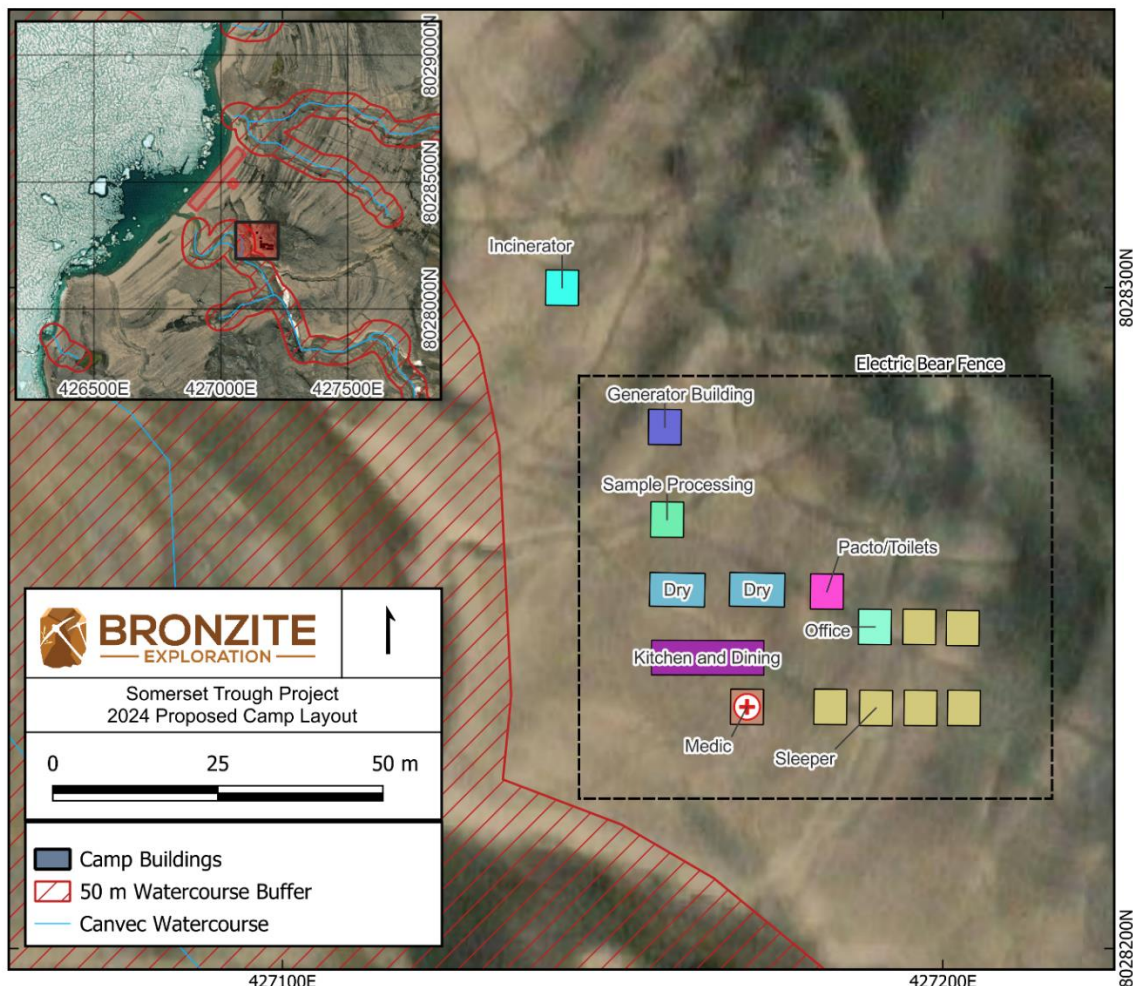 8029000N
8028500N
8028000N
426500E
427000E
427500E
Incinerator
8028300N
Electric Bear Fence
Generator Building
Sample Processing
Pacto/Toilets
Dry
Dry
Office
Kitchen and Dining
Medic
Sleeper
BRONZITE
EXPLORATION
Somerset Trough Project
2024 Proposed Camp Layout
0
25
50 m
Camp Buildings
50 m Watercourse Buffer
Canvec Watercourse
8028200N
427100E
427200E